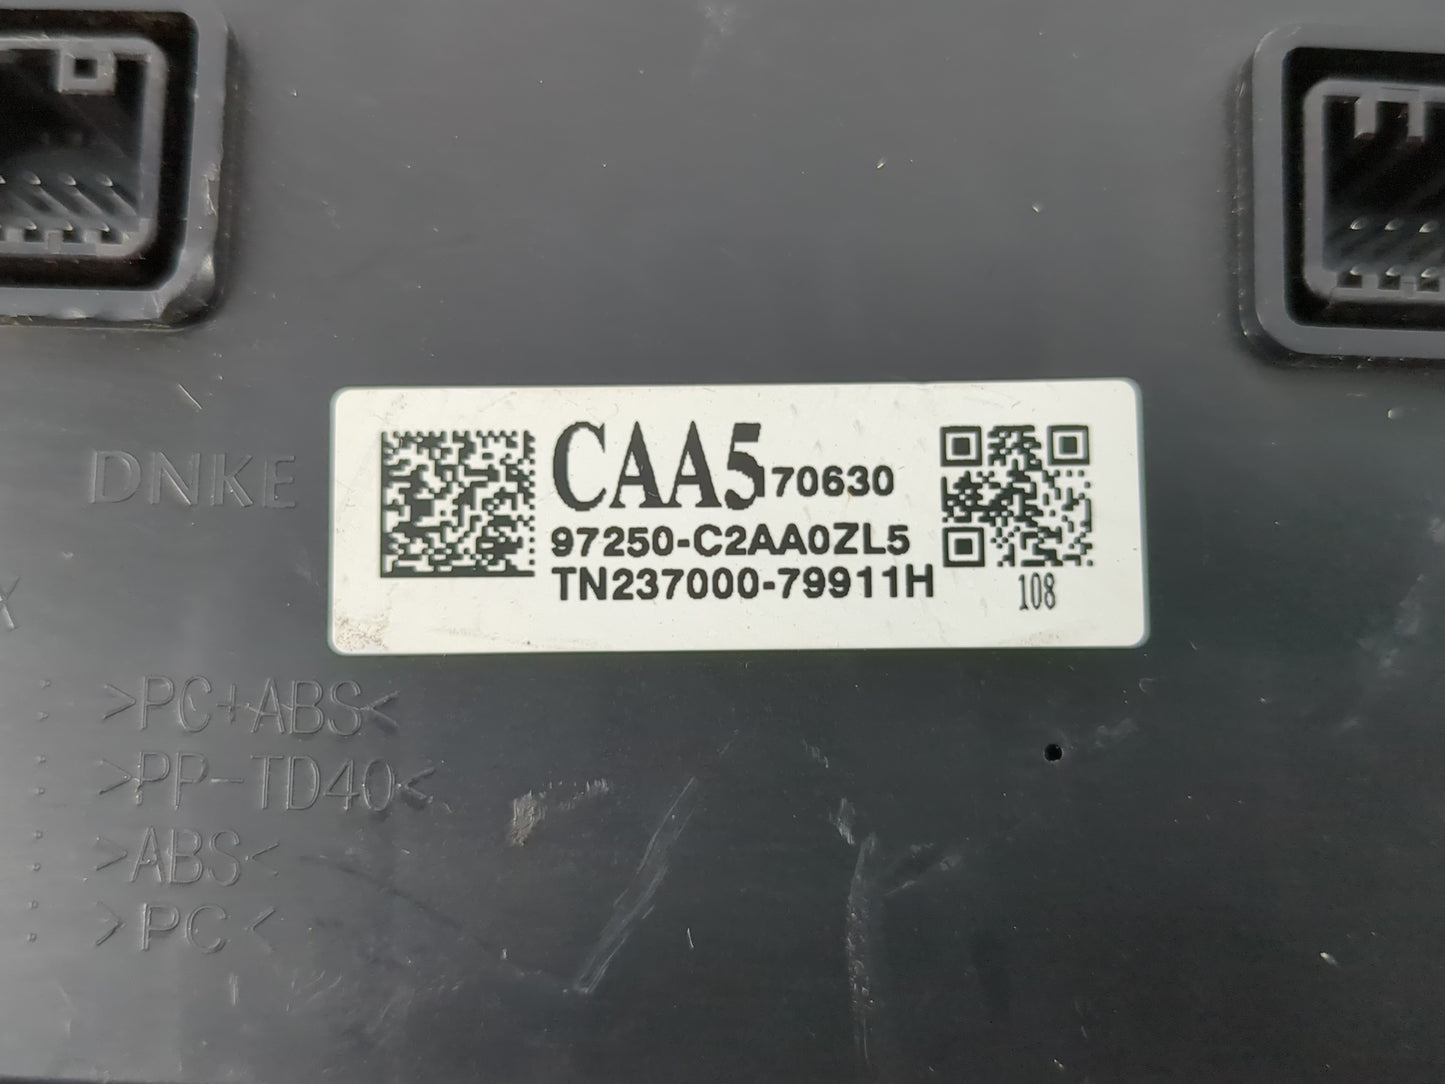 DNKE
CAA5 70630
97250-C2AA0ZL5
TN237000-79911H
108
X
: >PC+ABS<
: >PP-TD40<
: >ABS<
: >PC<